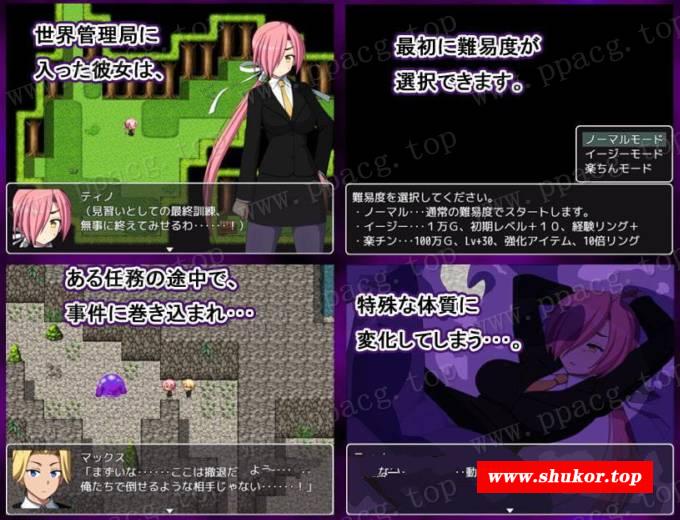 世界管理局に
入った彼女は、
ティノ
（見習いとしての最終訓練、
無事に終えてみせるわ‥‥‥！）
最初に難易度が
選択できます。
ノーマルモード
イージーモード
楽ちんモード
難易度を選択してください。
・ノーマル…通常の難易度でスタートします。
・イージー…１万Ｇ、初期レベル＋１０、経験リング＋
・楽チン…100万G、Lv+30、強化アイテム、10倍リング
ある任務の途中で、
事件に巻き込まれ…
マックス
「まずいな‥‥‥ここは撤退だ
俺たちで倒せるような相手じゃない‥‥‥！」
特殊な体質に
変化してしまう…。
www.shukor.top
www.ppacg.top